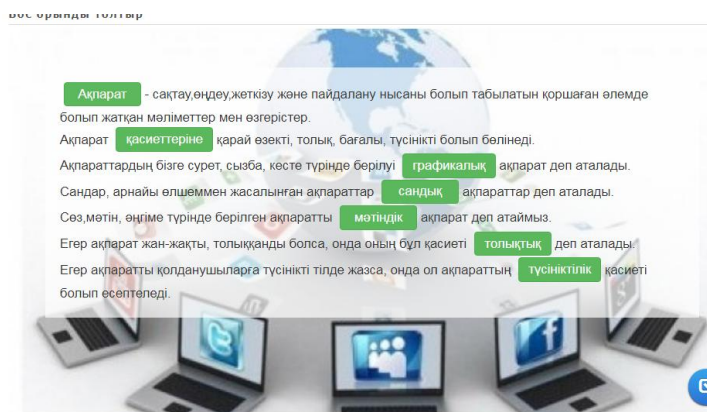 Бос орынды толтыр
Ақпарат - сақтау,өңдеу,жеткізу және пайдалану нысаны болып табылатын қоршаған әлемде
болып жатқан мәліметтер мен өзгерістер.
Ақпарат қасиеттеріне қарай өзекті, толық, бағалы, түсінікті болып бөлінеді.
Ақпараттардың бізге сурет, сызба, кесте түрінде берілуі графикалық ақпарат деп аталады.
Сандар, арнайы өлшеммен жасалынған ақпараттар сандық ақпараттар деп аталады.
Сөз,мәтін, әңгіме түрінде берілген ақпаратты мәтіндік ақпарат деп атаймыз.
Егер ақпарат жан-жақты, толыққанды болса, онда оның бұл қасиеті толықтық деп аталады.
Егер ақпаратты қолданушыларға түсінікті тілде жазса, онда ол ақпараттың түсініктілік қасиеті
болып есептеледі.